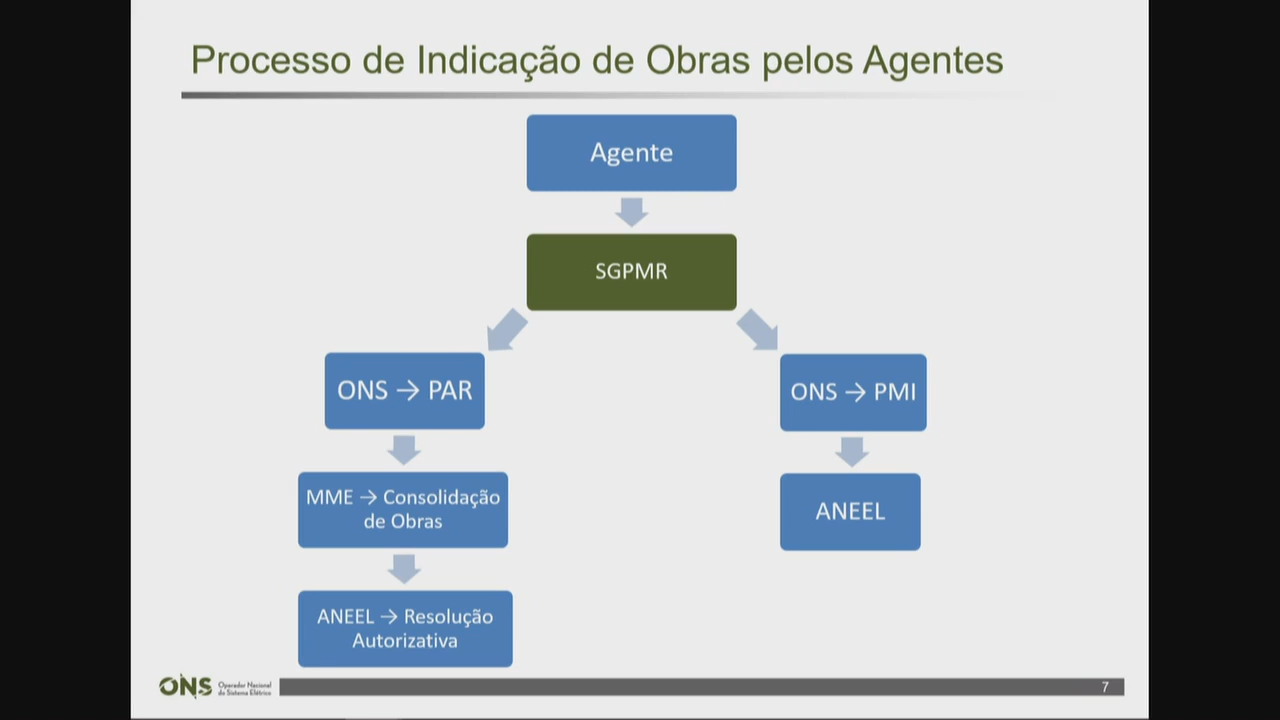 Processo de Indicação de Obras pelos Agentes
Agente
SGPMR
ONS → PAR
ONS → PMI
MME → Consolidação
de Obras
ANEEL
ANEEL → Resolução
Autorizativa
ONS
Operador Nacional
do Sistema Elétrico
7